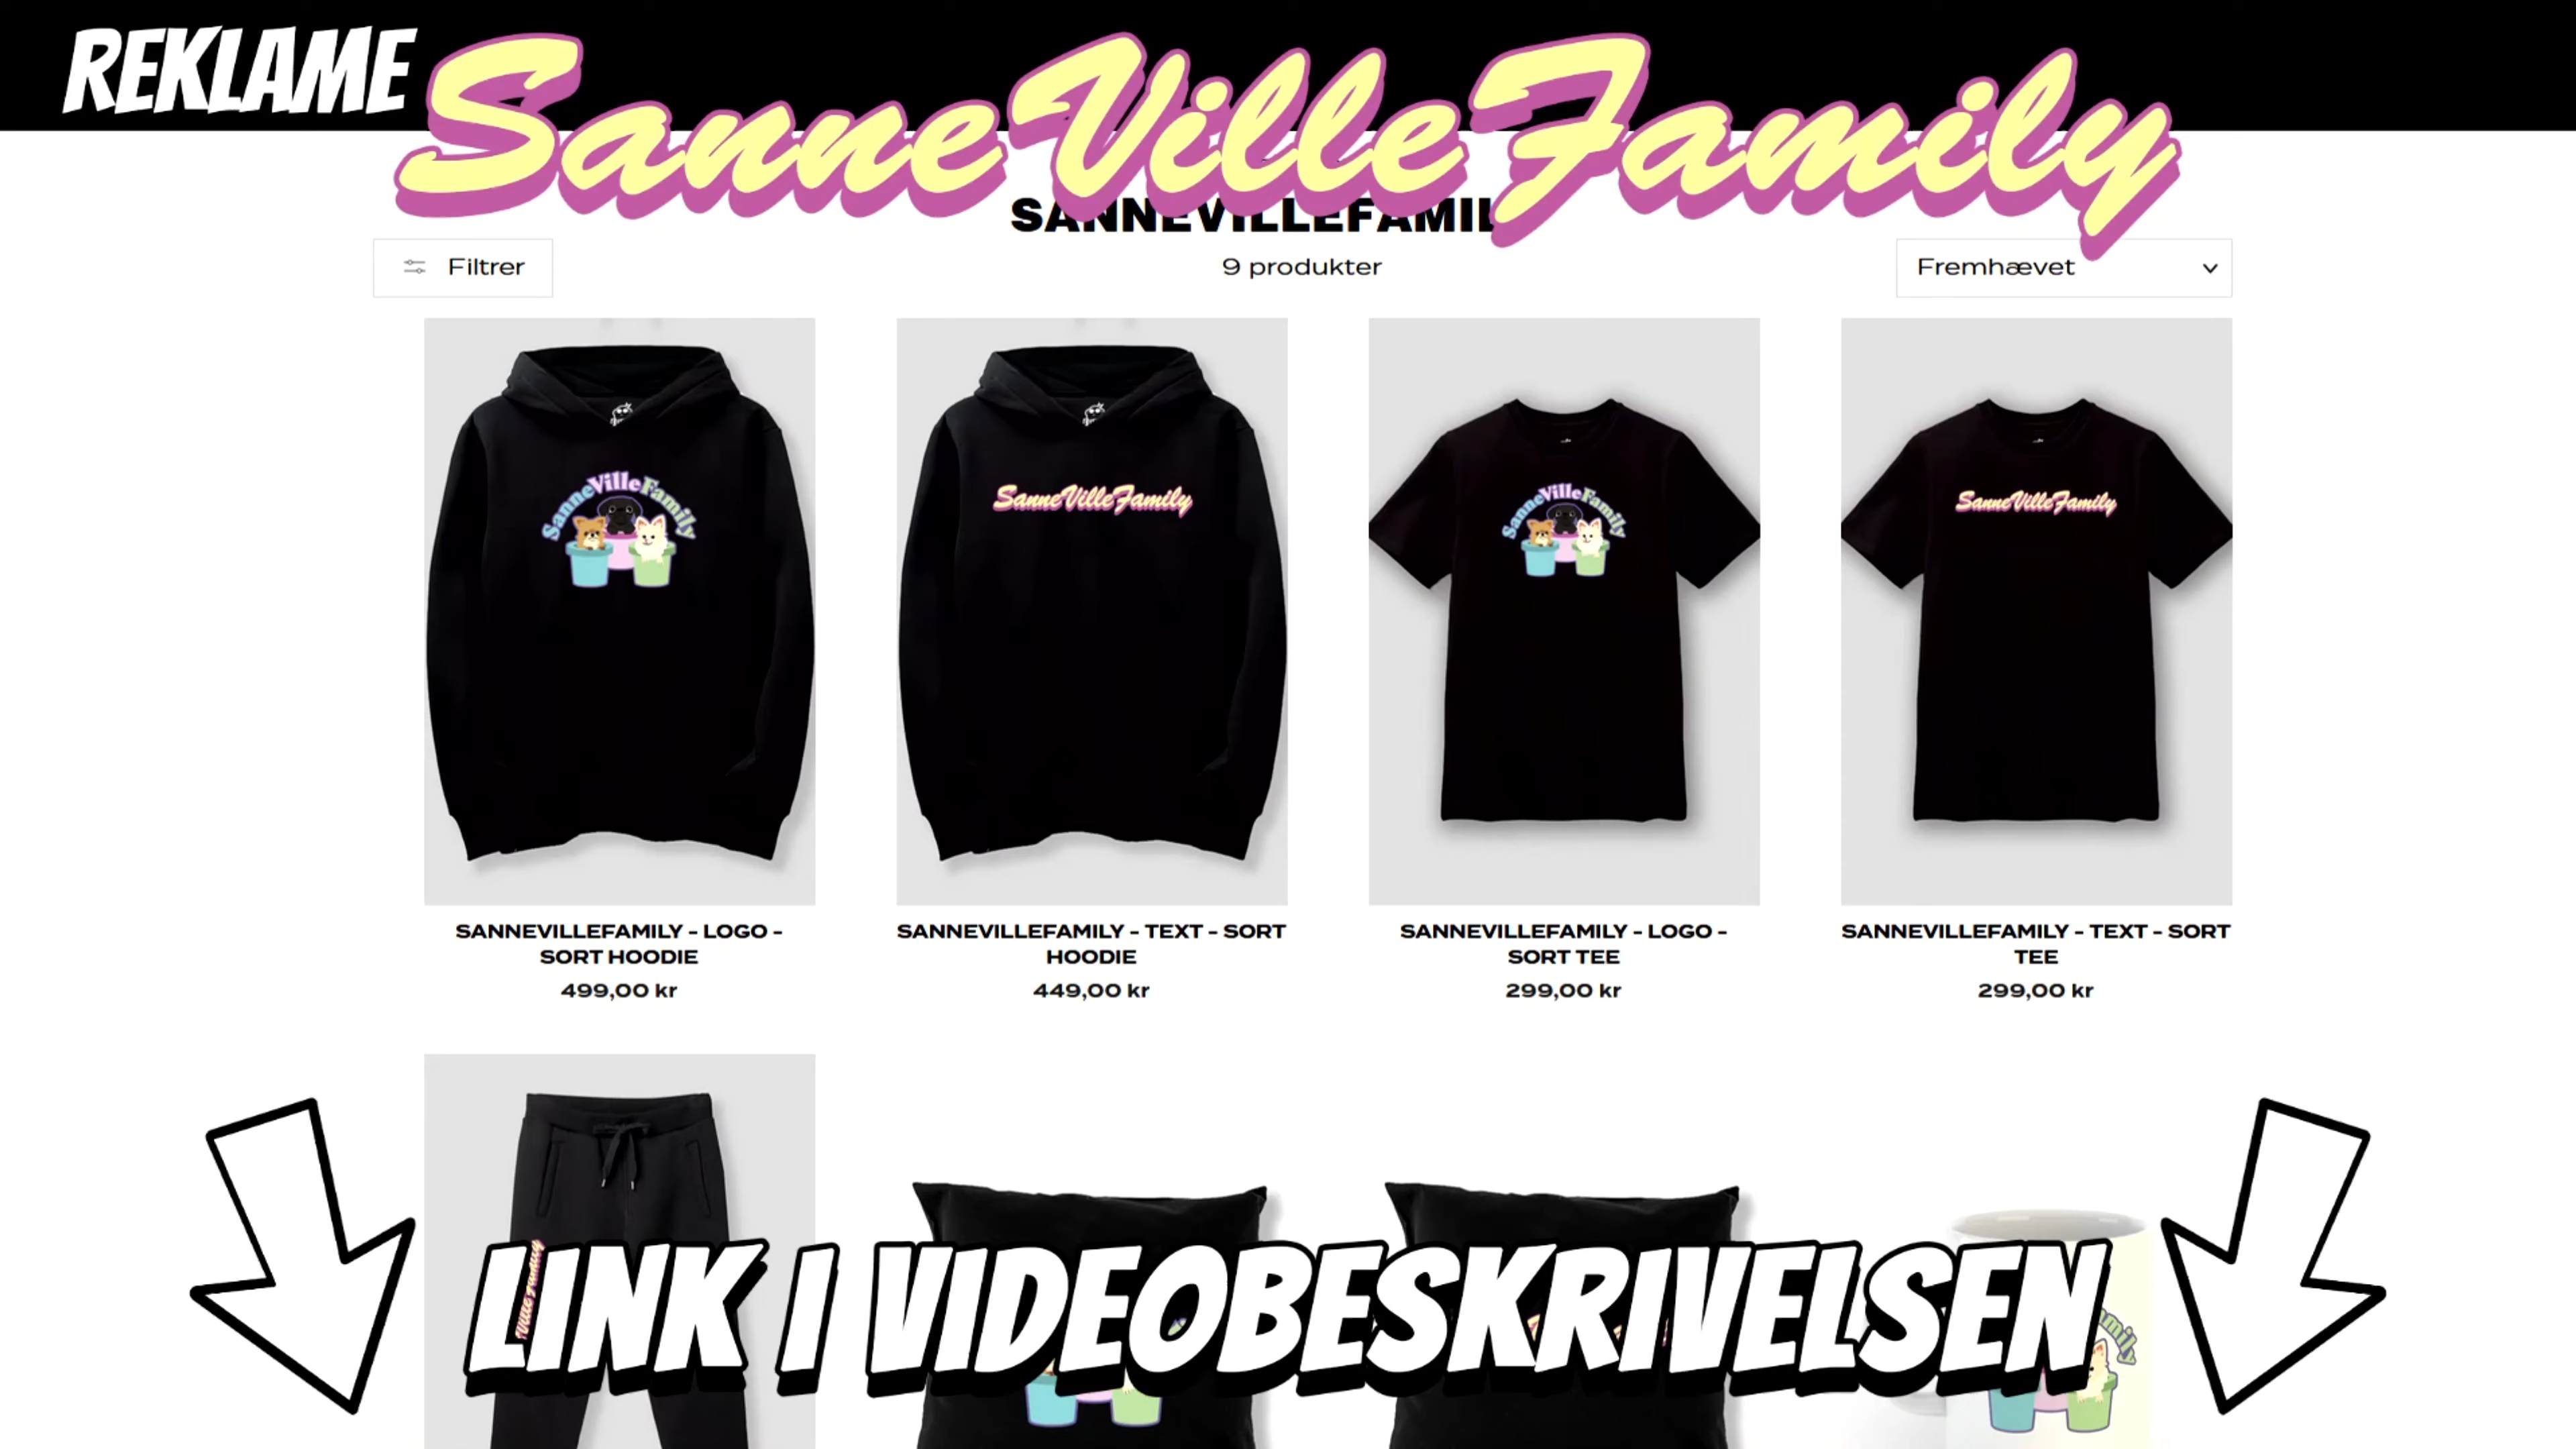 REKLAME
SanneVilleFamily
SANNEVILLEFAMIL
Filtrer
9 produkter
Fremhævet
SanneVilleFamily
SanneVilleFamily
SanneVilleFamily
SanneVilleFamily
SANNEVILLEFAMILY - LOGO -
SORT HOODIE
499,00 kr
SANNEVILLEFAMILY - TEXT - SORT
HOODIE
449,00 kr
SANNEVILLEFAMILY - LOGO -
SORT TEE
299,00 kr
SANNEVILLEFAMILY - TEXT - SORT
TEE
299,00 kr
VilleFamily
LINK I VIDEOBESKRIVELSEN